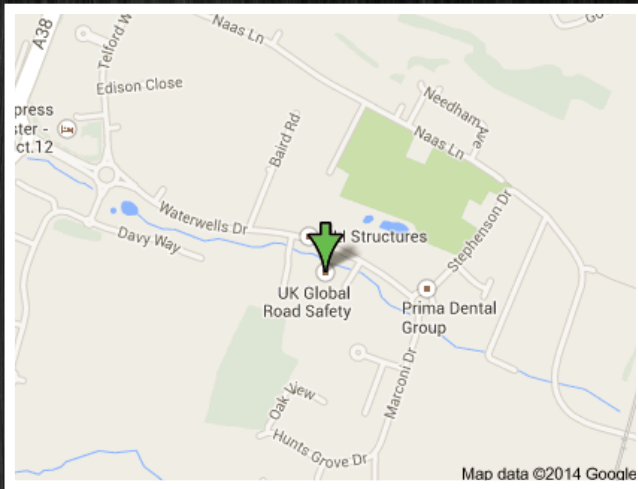 A38
Telford W
Naas Ln
Go
Edison Close
press
ster -
ct.12
Needham Ave
Baird Rd
Naas Ln
Waterwells Dr
Stephenson Dr
Davy Way
Structures
UK Global
Road Safety
Prima Dental
Group
Marconi Dr
Oak View
Hunts Grove Dr
Map data ©2014 Google